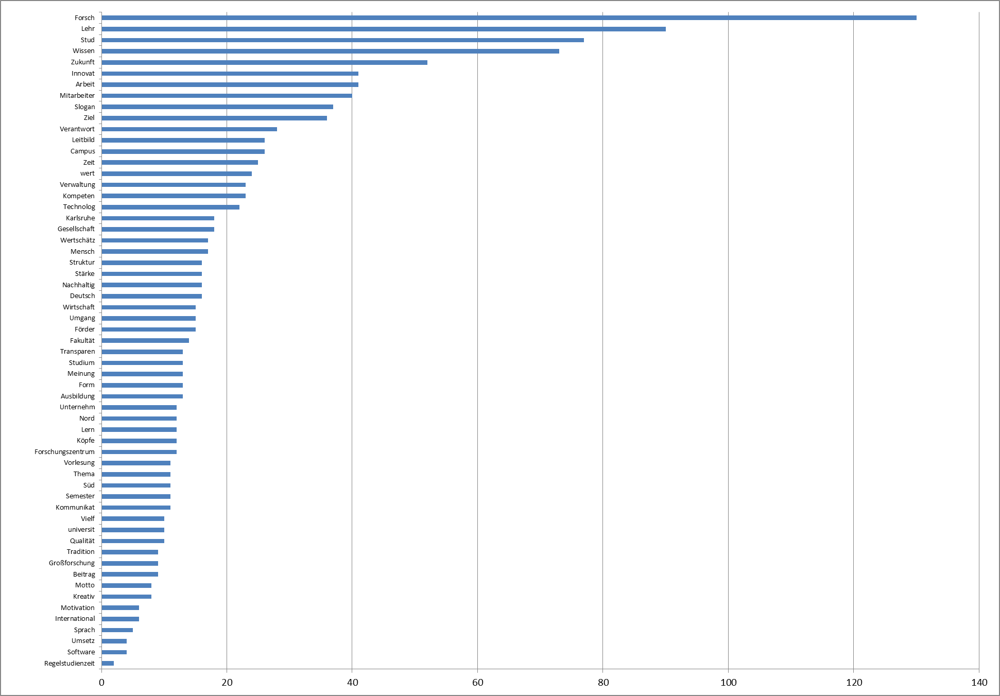 Forsch
Lehr
Stud
Wissen
Zukunft
Innovat
Arbeit
Mitarbeiter
Slogan
Ziel
Verantwort
Leitbild
Campus
Zeit
wert
Verwaltung
Kompeten
Technolog
Karlsruhe
Gesellschaft
Wertschätz
Mensch
Struktur
Stärke
Nachhaltig
Deutsch
Wirtschaft
Umgang
Förder
Fakultät
Transparen
Studium
Meinung
Form
Ausbildung
Unternehm
Nord
Lern
Köpfe
Forschungszentrum
Vorlesung
Thema
Süd
Semester
Kommunikat
Vielf
universit
Qualität
Tradition
Großforschung
Beitrag
Motto
Kreativ
Motivation
International
Sprach
Umsetz
Software
Regelstudienzeit
0 20 40 60 80 100 120 140